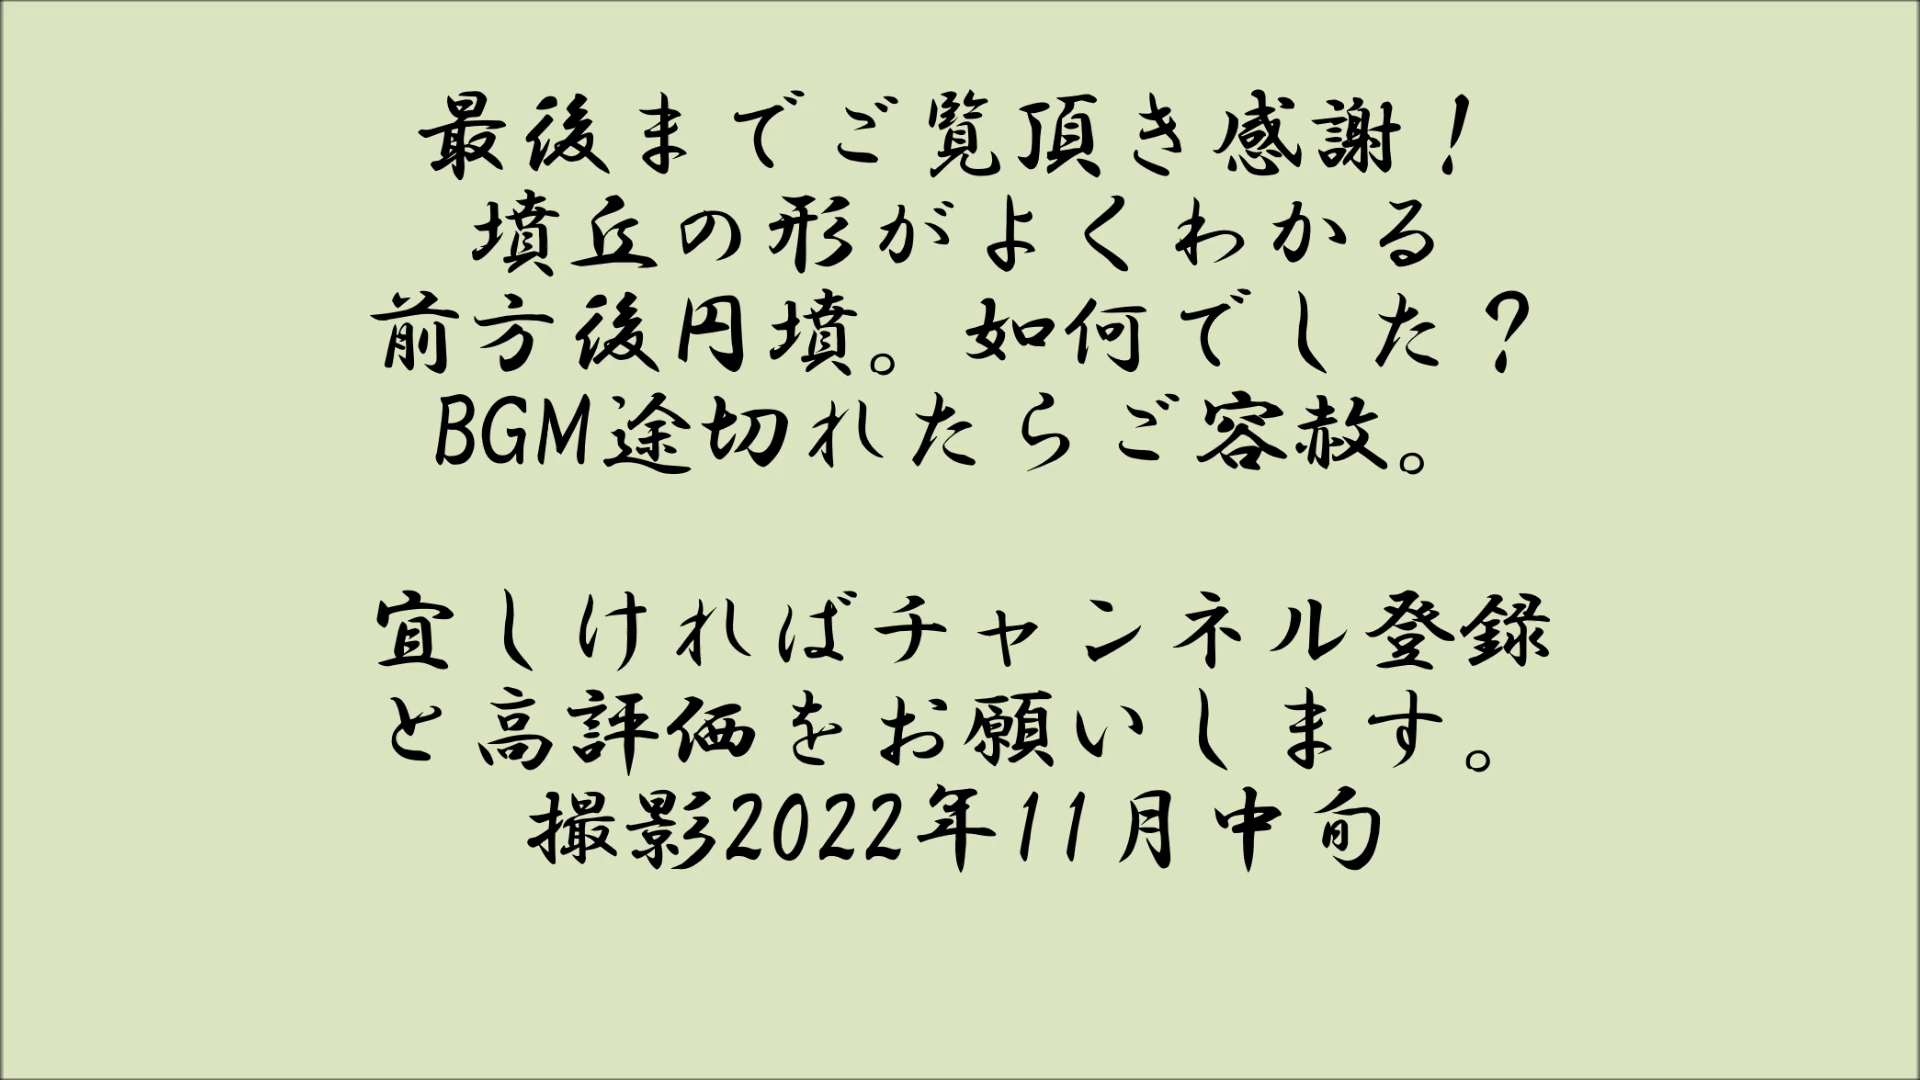 最後までご覧頂き感謝！
墳丘の形がよくわかる
前方後円墳。如何でした？
BGM途切れたらご容赦。
宜しければチャンネル登録
と高評価をお願いします。
撮影2022年11月中旬